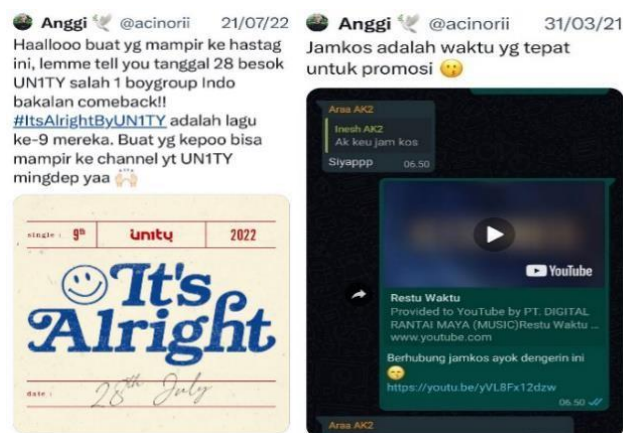 Anggi @acinorii 21/07/22
Haallooo buat yg mampir ke hastag
ini, lemme tell you tanggal 28 besok
UN1TY salah 1 boygroup Indo
bakalan comeback!!
#ItsAlrightByUN1TY adalah lagu
ke-9 mereka. Buat yg kepoo bisa
mampir ke channel yt UN1TY
mingdep yaa 🙌🏻
single : 9th unity 2022
It's
Alright
date : 28th July
Anggi @acinorii 31/03/21
Jamkos adalah waktu yg tepat
untuk promosi 😗
Arsa AK2
Inesh AK2
Ak keu jam kos
Siyappp 06.50
YouTube
Restu Waktu
Provided to YouTube by PT. DIGITAL
RANTAI MAYA (MUSIC)Restu Waktu ...
www.youtube.com
Berhubung jamkos ayok dengerin ini
😗
https://youtu.be/yVL8Fx12dzw
06.50
Arsa AK2